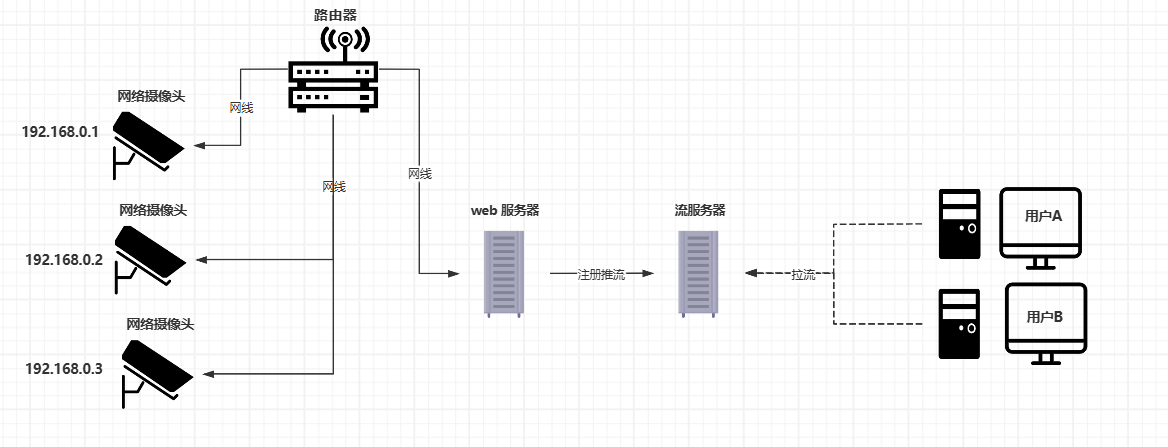 路由器
网络摄像头
网线
192.168.0.1
网线
网线
网络摄像头
web 服务器
流服务器
用户A
192.168.0.2
注册推流
拉流
网络摄像头
用户B
192.168.0.3